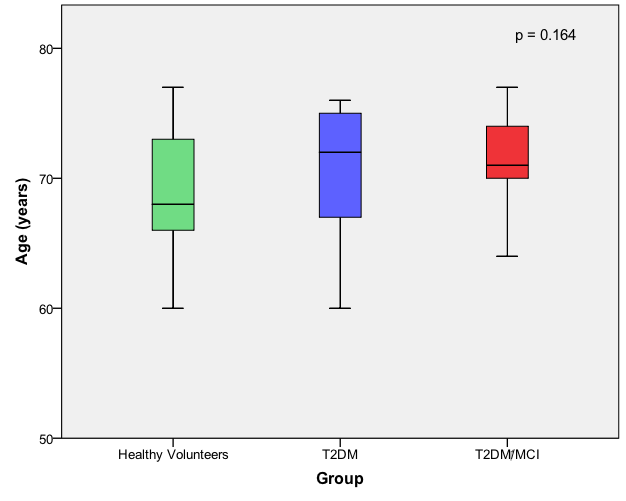 p = 0.164
80
70
60
50
Age (years)
Healthy Volunteers
T2DM
T2DM/MCI
Group